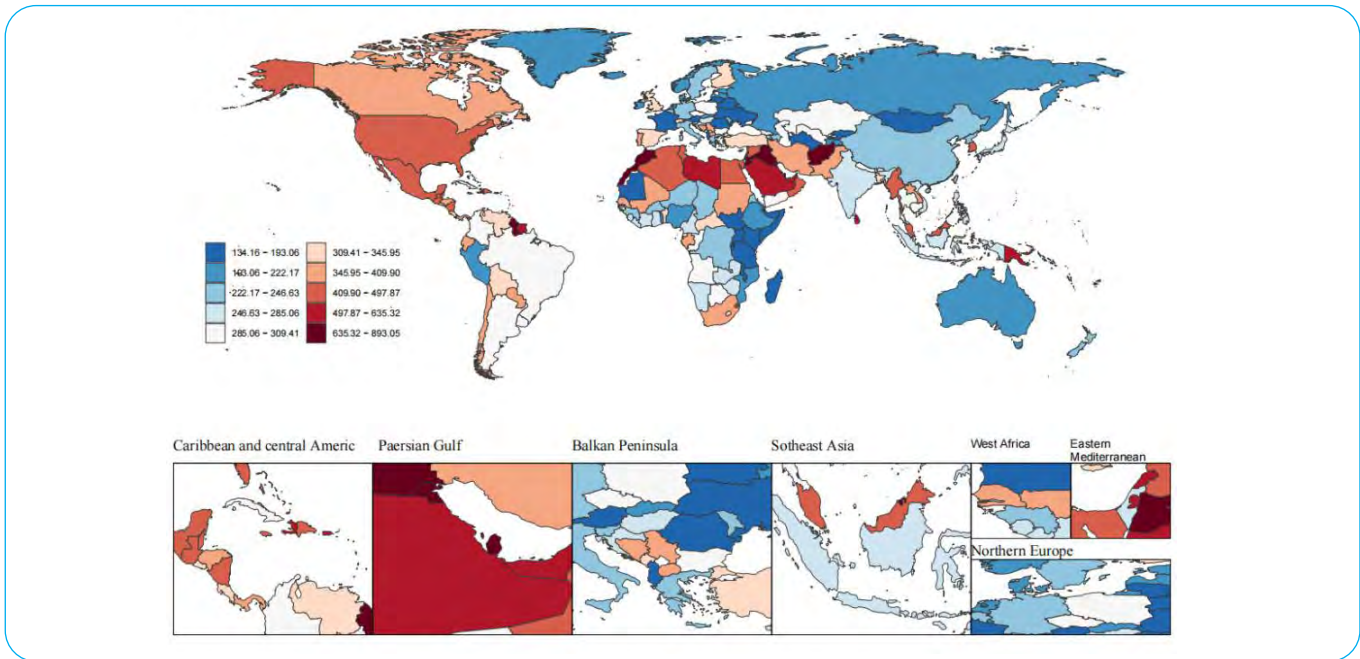 134.16 − 193.06
193.06 − 222.17
222.17 − 246.63
246.63 − 285.06
285.06 − 309.41
309.41 − 345.95
345.95 − 409.90
409.90 − 497.87
497.87 − 635.32
635.32 − 893.05
Caribbean and central Americ
Paersian Gulf
Balkan Peninsula
Sotheast Asia
West Africa
Eastern
Mediterranean
Northern Europe